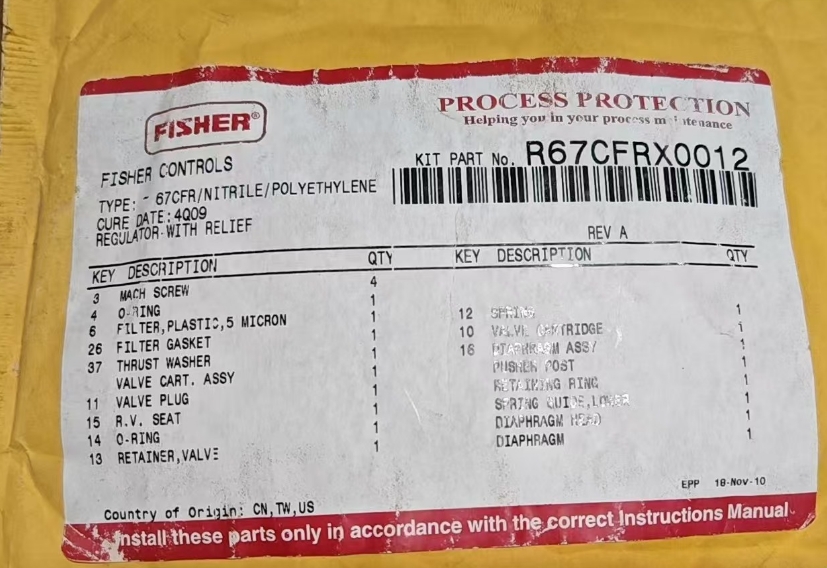 FISHER®
PROCESS PROTECTION
Helping you in your process maintenance
FISHER CONTROLS
KIT PART No. R67CFRX0012
TYPE: - 67CFR/NITRILE/POLYETHYLENE
CURE DATE:4Q09
REGULATOR-WITH RELIEF
REV A
KEY DESCRIPTION QTY
3 MACH SCREW 4
4 O-RING 1
6 FILTER,PLASTIC,5 MICRON 1
26 FILTER GASKET 1
37 THRUST WASHER 1
VALVE CART. ASSY 1
11 VALVE PLUG 1
15 R.V. SEAT 1
14 O-RING 1
13 RETAINER,VALVE 1
KEY DESCRIPTION QTY
12 SPRING 1
10 VALVE CARTRIDGE 1
16 DIAPHRAGM ASSY 1
PUSHER POST 1
RETAINING RING 1
SPRING GUIDE,LOWER 1
DIAPHRAGM HEAD 1
DIAPHRAGM 1
EPP 18-Nov-10
Country of Origin: CN,TW,US
Install these parts only in accordance with the correct Instructions Manual